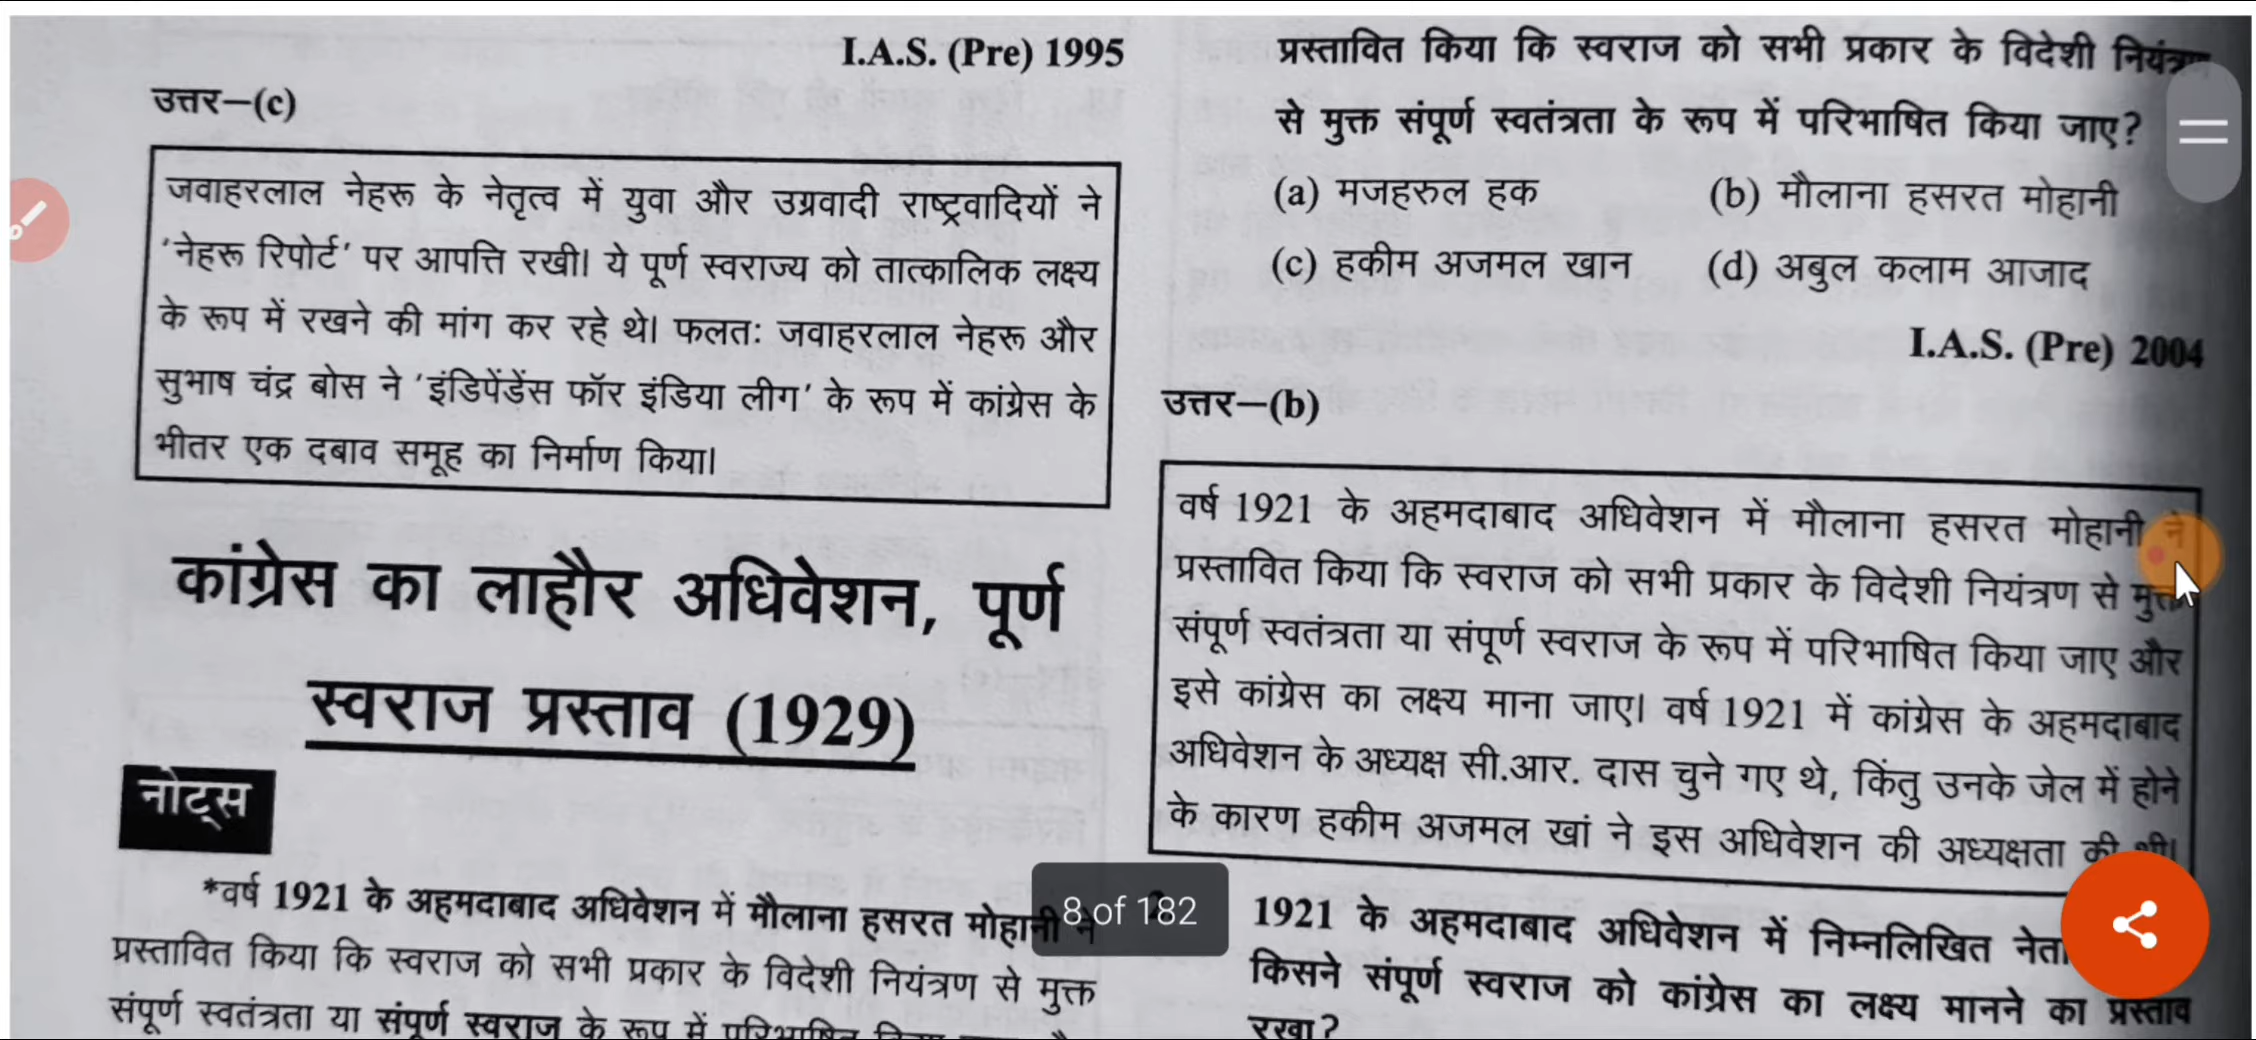 I.A.S. (Pre) 1995
उत्तर–(c)
जवाहरलाल नेहरू के नेतृत्व में युवा और उग्रवादी राष्ट्रवादियों ने
'नेहरू रिपोर्ट' पर आपत्ति रखी। ये पूर्ण स्वराज्य को तात्कालिक लक्ष्य
के रूप में रखने की मांग कर रहे थे। फलतः जवाहरलाल नेहरू और
सुभाष चंद्र बोस ने 'इंडिपेंडेंस फॉर इंडिया लीग' के रूप में कांग्रेस के
भीतर एक दबाव समूह का निर्माण किया।
कांग्रेस का लाहौर अधिवेशन, पूर्ण
स्वराज प्रस्ताव (1929)
नोट्स
*वर्ष 1921 के अहमदाबाद अधिवेशन में मौलाना हसरत मोहानी ने
प्रस्तावित किया कि स्वराज को सभी प्रकार के विदेशी नियंत्रण से मुक्त
संपूर्ण स्वतंत्रता या संपूर्ण स्वराज के रूप में परिभाषित
प्रस्तावित किया कि स्वराज को सभी प्रकार के विदेशी नियंत्रण
से मुक्त संपूर्ण स्वतंत्रता के रूप में परिभाषित किया जाए?
(a) मजहरुल हक (b) मौलाना हसरत मोहानी
(c) हकीम अजमल खान (d) अबुल कलाम आजाद
I.A.S. (Pre) 2004
उत्तर–(b)
वर्ष 1921 के अहमदाबाद अधिवेशन में मौलाना हसरत मोहानी ने
प्रस्तावित किया कि स्वराज को सभी प्रकार के विदेशी नियंत्रण से मुक्त
संपूर्ण स्वतंत्रता या संपूर्ण स्वराज के रूप में परिभाषित किया जाए और
इसे कांग्रेस का लक्ष्य माना जाए। वर्ष 1921 में कांग्रेस के अहमदाबाद
अधिवेशन के अध्यक्ष सी.आर. दास चुने गए थे, किंतु उनके जेल में होने
के कारण हकीम अजमल खां ने इस अधिवेशन की अध्यक्षता की थी।
1921 के अहमदाबाद अधिवेशन में निम्नलिखित
किसने संपूर्ण स्वराज को कांग्रेस का लक्ष्य मानने का प्रस्ताव
रखा?
8 of 182